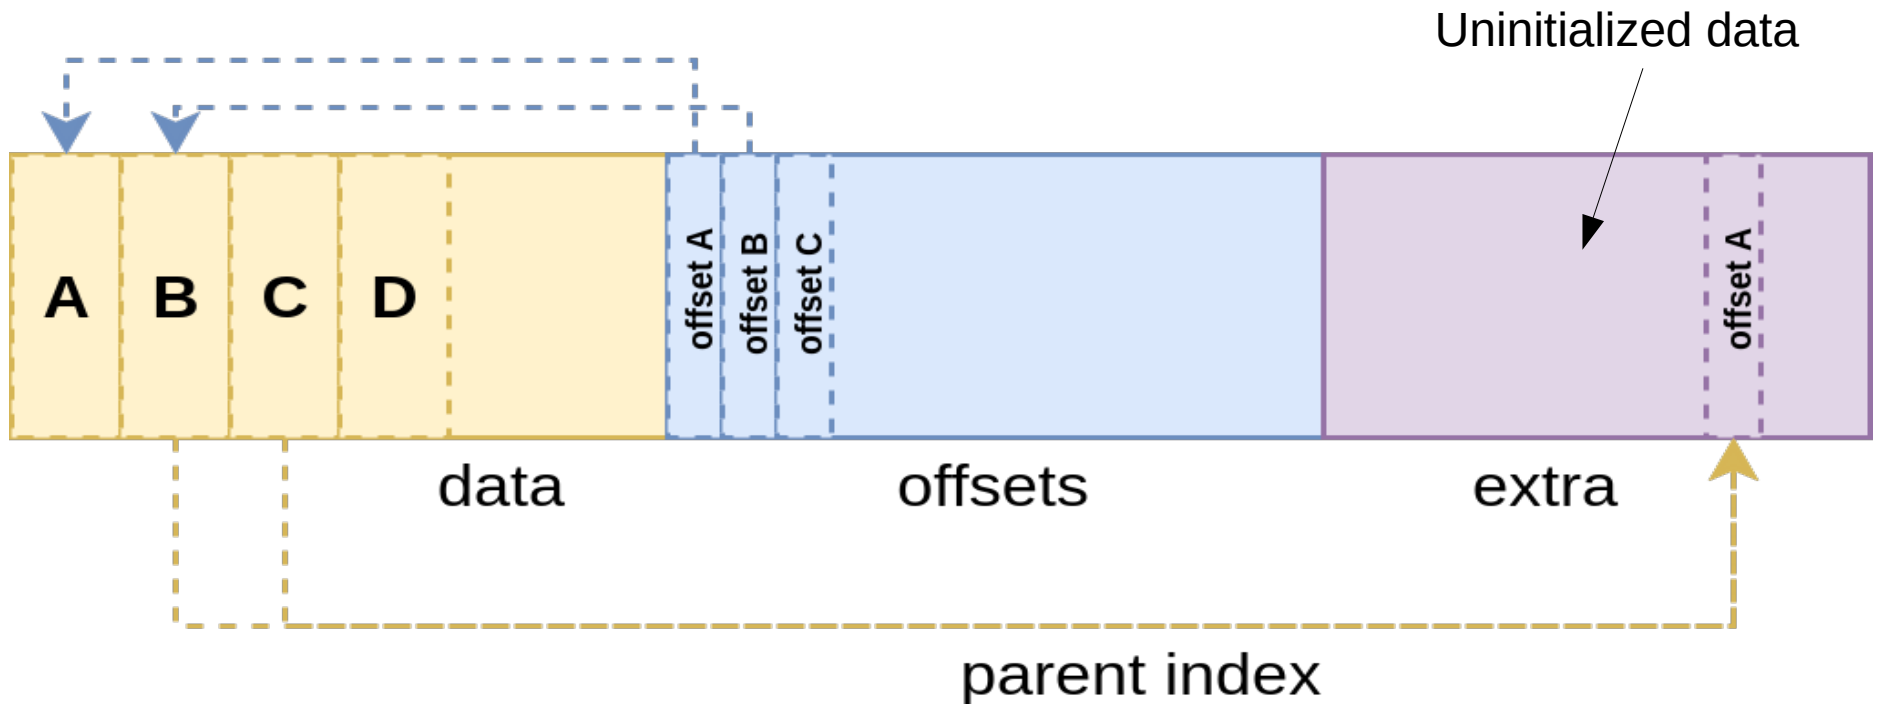 Uninitialized data
A
B
C
D
offset A
offset B
offset C
offset A
data
offsets
extra
parent index